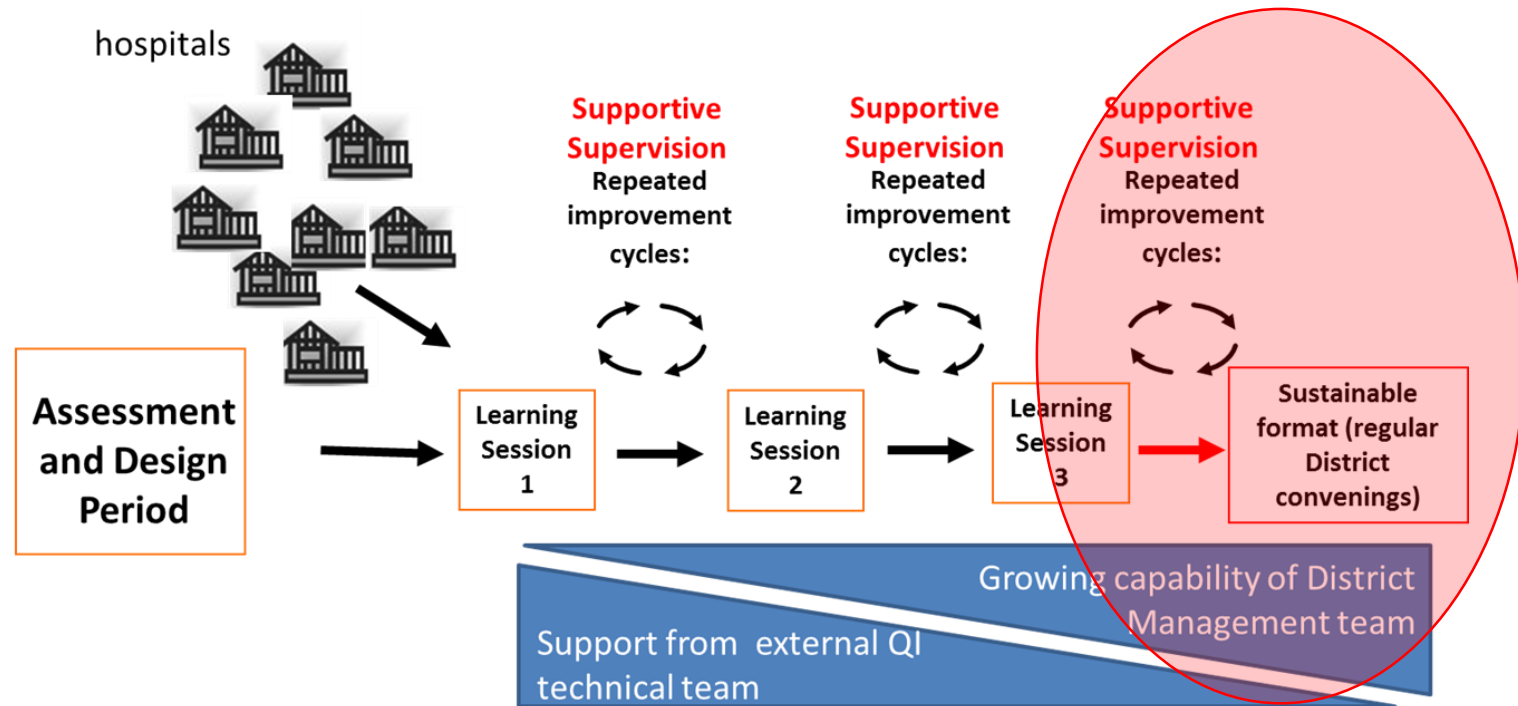 hospitals
Supportive
Supervision
Repeated
improvement
cycles:
Supportive
Supervision
Repeated
improvement
cycles:
Supportive
Supervision
Repeated
improvement
cycles:
Assessment
and Design
Period
Learning
Session
1
Learning
Session
2
Learning
Session
3
Sustainable
format (regular
District
convenings)
Growing capability of District
Management team
Support from external QI
technical team